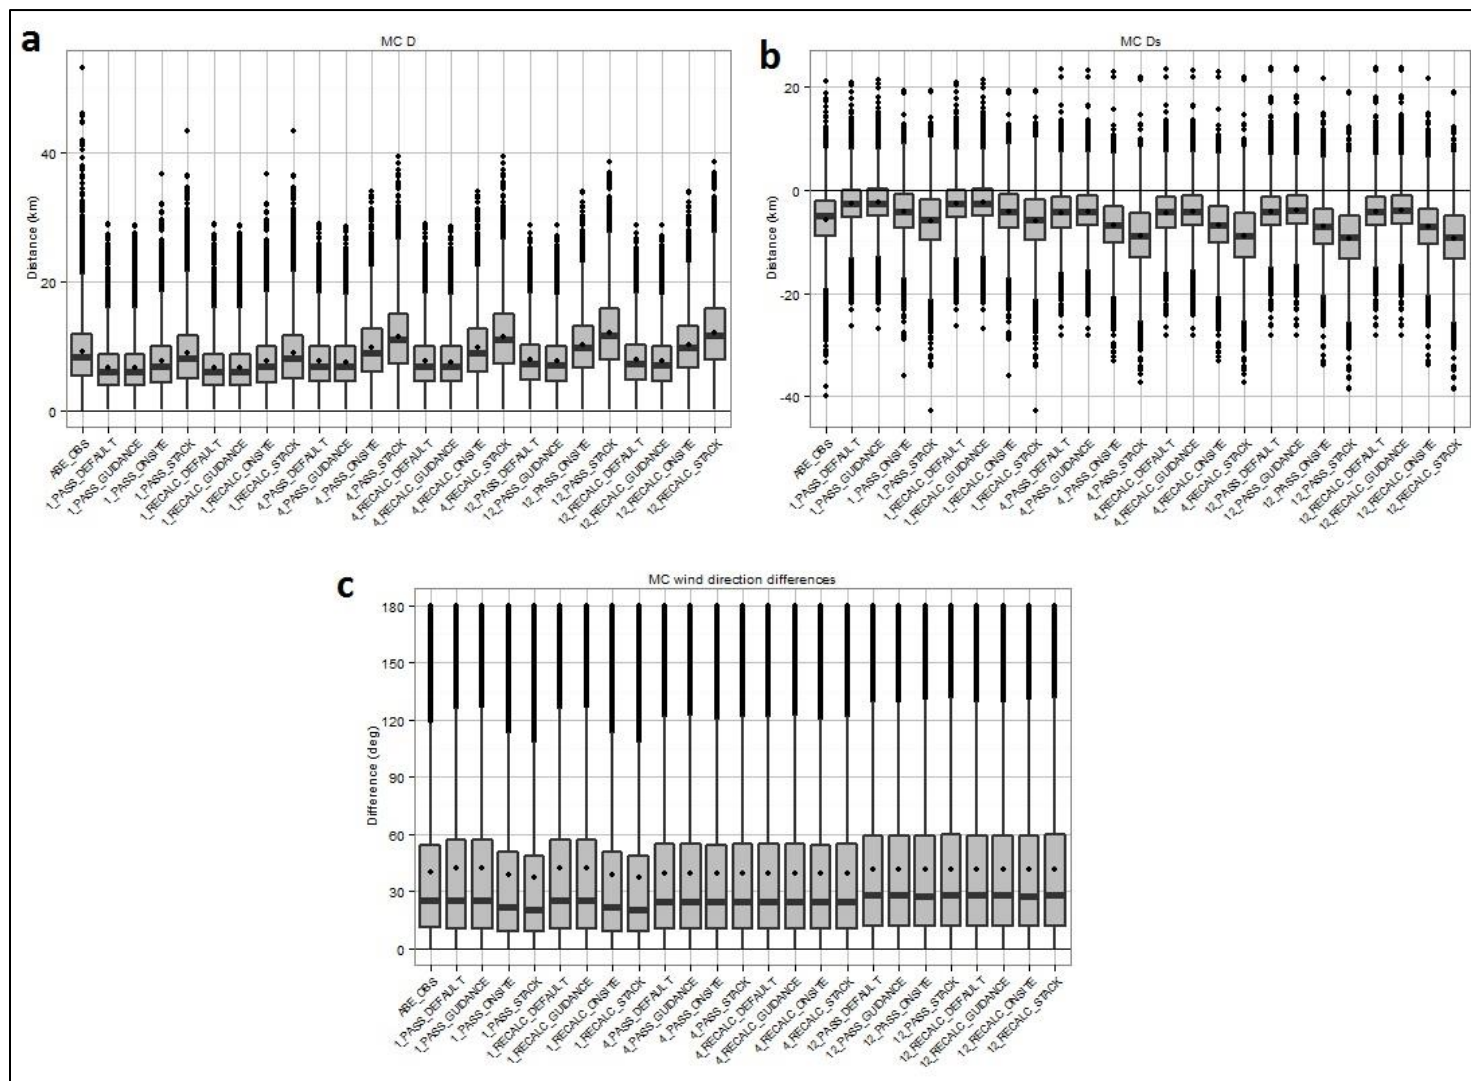 a
MC D
Distance (km)
40
20
0
ABE_OBS
1_PASS_DEFAULT
1_PASS_GUIDANCE
1_PASS_ONSITE
1_PASS_STACK
1_RECALC_DEFAULT
1_RECALC_GUIDANCE
1_RECALC_ONSITE
1_RECALC_STACK
4_PASS_DEFAULT
4_PASS_GUIDANCE
4_PASS_ONSITE
4_PASS_STACK
4_RECALC_DEFAULT
4_RECALC_GUIDANCE
4_RECALC_ONSITE
4_RECALC_STACK
12_PASS_DEFAULT
12_PASS_GUIDANCE
12_PASS_ONSITE
12_PASS_STACK
12_RECALC_DEFAULT
12_RECALC_GUIDANCE
12_RECALC_ONSITE
12_RECALC_STACK
b
MC Ds
Distance (km)
20
0
-20
-40
ABE_OBS
1_PASS_DEFAULT
1_PASS_GUIDANCE
1_PASS_ONSITE
1_PASS_STACK
1_RECALC_DEFAULT
1_RECALC_GUIDANCE
1_RECALC_ONSITE
1_RECALC_STACK
4_PASS_DEFAULT
4_PASS_GUIDANCE
4_PASS_ONSITE
4_PASS_STACK
4_RECALC_DEFAULT
4_RECALC_GUIDANCE
4_RECALC_ONSITE
4_RECALC_STACK
12_PASS_DEFAULT
12_PASS_GUIDANCE
12_PASS_ONSITE
12_PASS_STACK
12_RECALC_DEFAULT
12_RECALC_GUIDANCE
12_RECALC_ONSITE
12_RECALC_STACK
c
MC wind direction differences
Difference (deg)
180
150
120
90
60
30
0
ABE_OBS
1_PASS_DEFAULT
1_PASS_GUIDANCE
1_PASS_ONSITE
1_PASS_STACK
1_RECALC_DEFAULT
1_RECALC_GUIDANCE
1_RECALC_ONSITE
1_RECALC_STACK
4_PASS_DEFAULT
4_PASS_GUIDANCE
4_PASS_ONSITE
4_PASS_STACK
4_RECALC_DEFAULT
4_RECALC_GUIDANCE
4_RECALC_ONSITE
4_RECALC_STACK
12_PASS_DEFAULT
12_PASS_GUIDANCE
12_PASS_ONSITE
12_PASS_STACK
12_RECALC_DEFAULT
12_RECALC_GUIDANCE
12_RECALC_ONSITE
12_RECALC_STACK